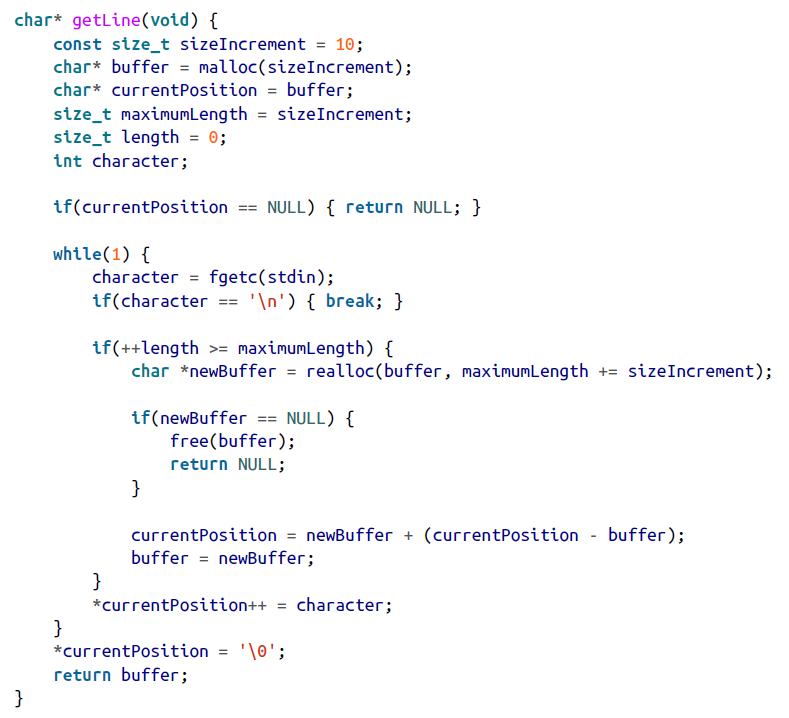 char* getLine(void) {
    const size_t sizeIncrement = 10;
    char* buffer = malloc(sizeIncrement);
    char* currentPosition = buffer;
    size_t maximumLength = sizeIncrement;
    size_t length = 0;
    int character;

    if(currentPosition == NULL) { return NULL; }

    while(1) {
        character = fgetc(stdin);
        if(character == '\n') { break; }

        if(++length >= maximumLength) {
            char *newBuffer = realloc(buffer, maximumLength += sizeIncrement);

            if(newBuffer == NULL) {
                free(buffer);
                return NULL;
            }

            currentPosition = newBuffer + (currentPosition - buffer);
            buffer = newBuffer;
        }
        *currentPosition++ = character;
    }
    *currentPosition = '\0';
    return buffer;
}